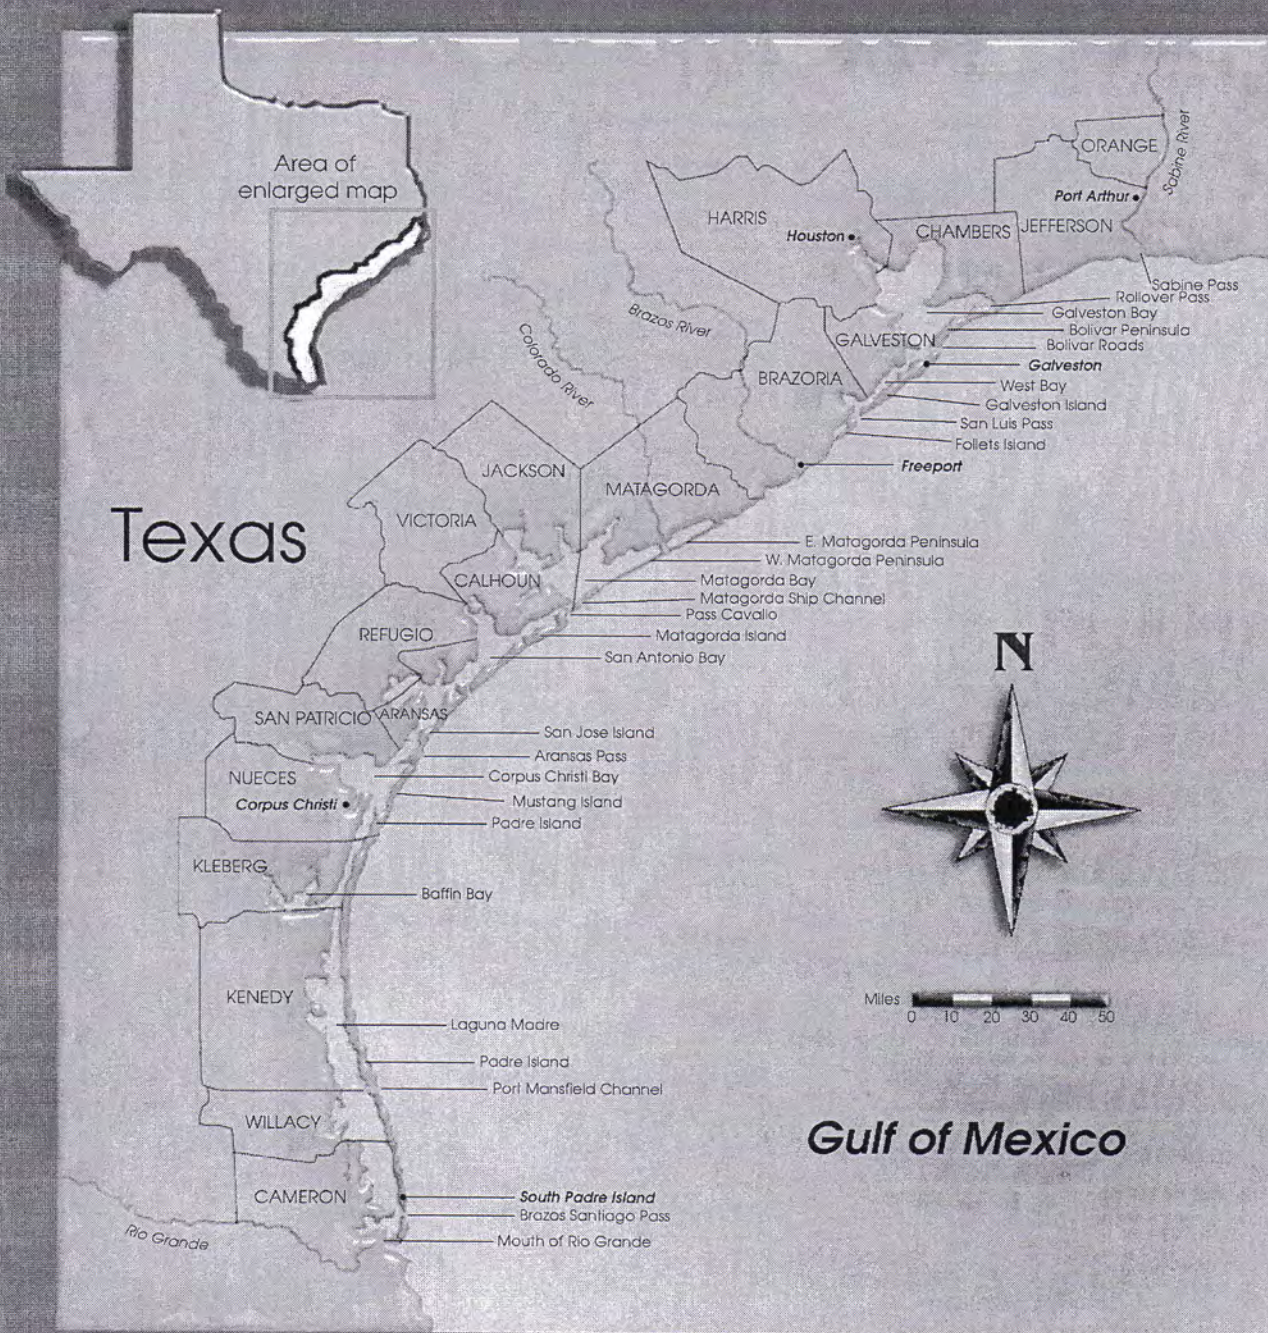 Area of
enlarged map
ORANGE
Sabine River
Port Arthur
HARRIS
Houston
CHAMBERS
JEFFERSON
Sabine Pass
Rollover Pass
Galveston Bay
Brazos River
Bolivar Peninsula
Colorado River
GALVESTON
Bolivar Roads
Galveston
BRAZORIA
West Bay
Galveston Island
San Luis Pass
Follets Island
Freeport
JACKSON
MATAGORDA
VICTORIA
Texas
E. Matagorda Peninsula
W. Matagorda Peninsula
CALHOUN
Matagorda Bay
Matagorda Ship Channel
Pass Cavallo
REFUGIO
Matagorda Island
N
San Antonio Bay
SAN PATRICIO
ARANSAS
San Jose Island
Aransas Pass
NUECES
Corpus Christi Bay
Corpus Christi
Mustang Island
Padre Island
KLEBERG
Baffin Bay
KENEDY
Miles
0 10 20 30 40 50
Laguna Madre
Padre Island
Port Mansfield Channel
WILLACY
Gulf of Mexico
CAMERON
South Padre Island
Brazos Santiago Pass
Rio Grande
Mouth of Rio Grande